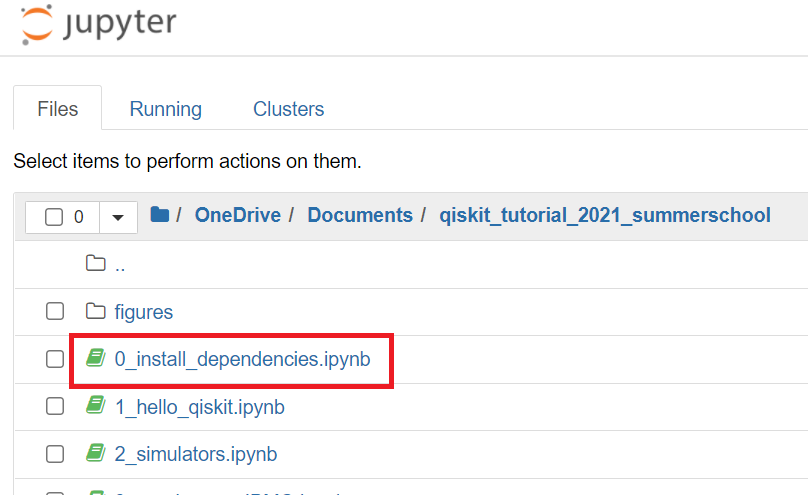 jupyter
Files Running Clusters
Select items to perform actions on them.
0 / OneDrive / Documents / qiskit_tutorial_2021_summerschool
..
figures
0_install_dependencies.ipynb
1_hello_qiskit.ipynb
2_simulators.ipynb